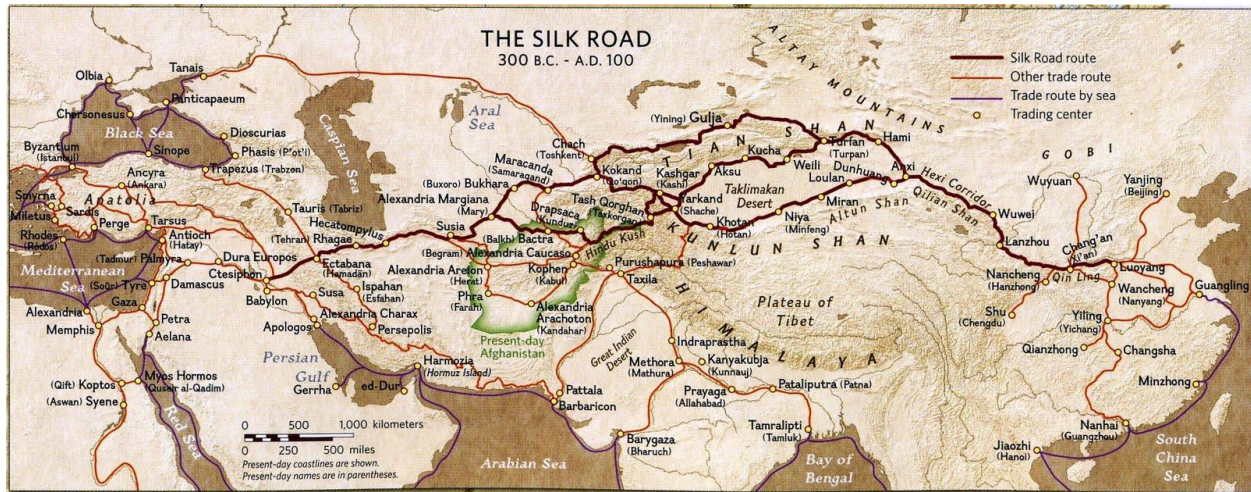 THE SILK ROAD
300 B.C. - A.D. 100
Silk Road route
Other trade route
Trade route by sea
Trading center
ALTAY MOUNTAINS
Olbia
Tanais
Panticapaeum
Chersonesus
Black Sea
Dioscurias
Phasis (P'ot'i)
Byzantium
(Istanbul)
Sinope
Trapezus (Trabzon)
Caspian Sea
Aral
Sea
Ancyra
(Ankara)
Anatolia
Smyrna
Sardis
Miletus
Perge
Tarsus
Rhodes
(Ródos)
Antioch
(Hatay)
Tauris (Tabriz)
Hecatompylus
(Tehran) Rhagae
Mediterranean
Sea
(Tadmur) Palmyra
Dura Europos
Ctesiphon
Ectabana
(Hamadān)
(Soûr) Tyre
Damascus
Gaza
Babylon
Susa
Ispahan
(Esfahan)
Alexandria
Memphis
Petra
Aelana
Apologos
Alexandria Charax
Persepolis
Persian
Gulf
Gerrha
ed-Dur
Harmozia
(Hormuz Island)
(Qift) Koptos
Myos Hormos
(Quseir al-Qadim)
(Aswan) Syene
Red Sea
Chach
(Toshkent)
Maracanda
(Samaraqand)
(Buxoro) Bukhara
Kokand
(Qo'qon)
Alexandria Margiana
(Mary)
Susia
Drapsaca
(Kunduz)
Tash Qorghan
(Taxkorgan)
(Balkh) Bactra
(Begram) Alexandria Caucaso
Hindu Kush
Alexandria Areion
(Herat)
Kophen
(Kabul)
Purushapura (Peshawar)
Taxila
Phra
(Farah)
Alexandria
Arachoton
(Kandahar)
Present-day
Afghanistan
(Yining) Gulja
TIAN SHAN
Kashgar
(Kashi)
Aksu
Kucha
Weili
Turfan
(Turpan)
Hami
Yarkand
(Shache)
Taklimakan
Desert
Loulan
Dunhuang
Anxi
Khotan
(Hotan)
Niya
(Minfeng)
Miran
Altun Shan
Hexi Corridor
Qilian Shan
KUNLUN SHAN
GOBI
Wuyuan
Yanjing
(Beijing)
Wuwei
Lanzhou
Chang'an
(Xi'an)
Luoyang
Nancheng
(Hanzhong)
Qin Ling
Wancheng
(Nanyang)
Guangling
Shu
(Chengdu)
Yiling
(Yichang)
Qianzhong
Changsha
Minzhong
Nanhai
(Guangzhou)
Jiaozhi
(Hanoi)
South
China
Sea
Plateau of
Tibet
HIMALAYA
Great Indian
Desert
Indraprastha
Methora
(Mathura)
Kanyakubja
(Kunnauj)
Prayaga
(Allahabad)
Pataliputra (Patna)
Pattala
Barbaricon
Barygaza
(Bharuch)
Tamralipti
(Tamluk)
Arabian Sea
Bay of
Bengal
0 500 1,000 kilometers
0 250 500 miles
Present-day coastlines are shown.
Present-day names are in parentheses.